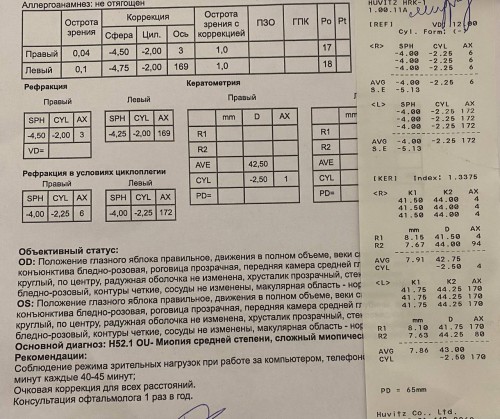 Аллергоанамнез: не отягощен
Острота зрения Коррекция Острота зрения с коррекцией ПЗО ГПК Po Pt
Сфера Цил. Ось
Правый 0,04 -4,50 -2,00 3 1,0 17
Левый 0,1 -4,75 -2,00 169 1,0 18
Рефракция Кератометрия
Правый Левый Правый
SPH CYL AX SPH CYL AX mm D AX mm
-4,50 -2,00 3 -4,25 -2,00 169 R1 R1
VD= R2 R2
AVE 42,50 AVE
Рефракция в условиях циклоплегии CYL -2,50 1 CYL
Правый Левый PD= PD=
SPH CYL AX SPH CYL AX
-4,00 -2,25 6 -4,00 -2,25 172
Объективный статус:
OD: Положение глазного яблока правильное, движения в полном объеме, веки
конъюнктива бледно-розовая, роговица прозрачная, передняя камера средней
круглый, по центру, радужная оболочка не изменена, хрусталик прозрачный,
бледно-розовый, контуры четкие, сосуды не изменены, макулярная область -
OS: Положение глазного яблока правильное, движения в полном объеме, веки
конъюнктива бледно-розовая, роговица прозрачная, передняя камера средней
круглый, по центру, радужная оболочка не изменена, хрусталик прозрачный,
бледно-розовый, контуры четкие, сосуды не изменены, макулярная область -
Основной диагноз: H52.1 OU- Миопия средней степени, сложный
Рекомендации:
Соблюдение режима зрительных нагрузок при работе за компьютером,
минут каждые 40-45 минут;
Очковая коррекция для всех расстояний.
Консультация офтальмолога 1 раз в год.
HUVITZ HRK-
1.00.11A
[REF] VD: 12.00
Cyl. Form: (-)
<R> SPH CYL AX
-4.00 -2.25 6
-4.00 -2.25 6
-4.00 -2.25 6
AVG -4.00 -2.25 6
S.E -5.13
<L> SPH CYL AX
-4.00 -2.25 172
-4.00 -2.25 172
-4.00 -2.25 172
AVG -4.00 -2.25 172
S.E -5.13
[KER] Index: 1.3375
<R> K1 K2 AX
41.50 44.00 4
41.50 44.00 4
41.50 44.00 4
mm D AX
R1 8.15 41.50 4
R2 7.67 44.00 94
AVG 7.91 42.75
CYL -2.50 4
<L> K1 K2 AX
41.75 44.25 170
41.75 44.25 171
41.75 44.25 170
mm D AX
R1 8.10 41.75 170
R2 7.63 44.25 80
AVG 7.86 43.00
CYL -2.50 170
PD = 65mm
Huvitz Co., Ltd.